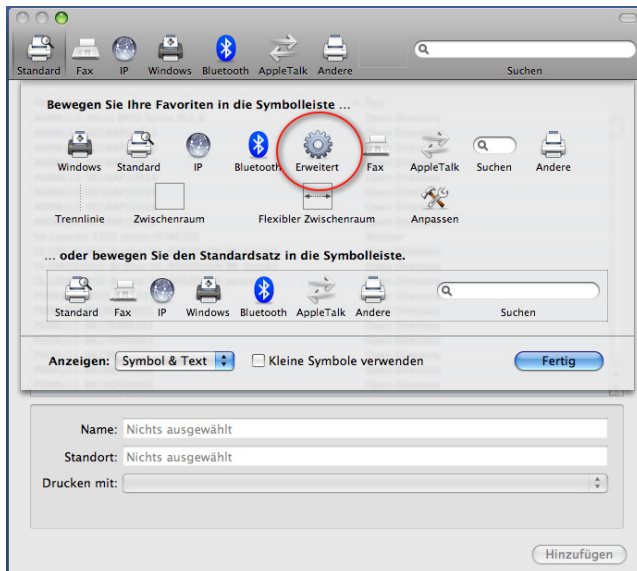 Standard Fax IP Windows Bluetooth AppleTalk Andere Suchen
Bewegen Sie Ihre Favoriten in die Symbolleiste ...
Windows Standard IP Bluetooth Erweitert Fax AppleTalk Suchen Andere
Trennlinie Zwischenraum Flexibler Zwischenraum Anpassen
... oder bewegen Sie den Standardsatz in die Symbolleiste.
Standard Fax IP Windows Bluetooth AppleTalk Andere Suchen
Anzeigen: Symbol & Text Kleine Symbole verwenden Fertig
Name: Nichts ausgewählt
Standort: Nichts ausgewählt
Drucken mit:
Hinzufügen